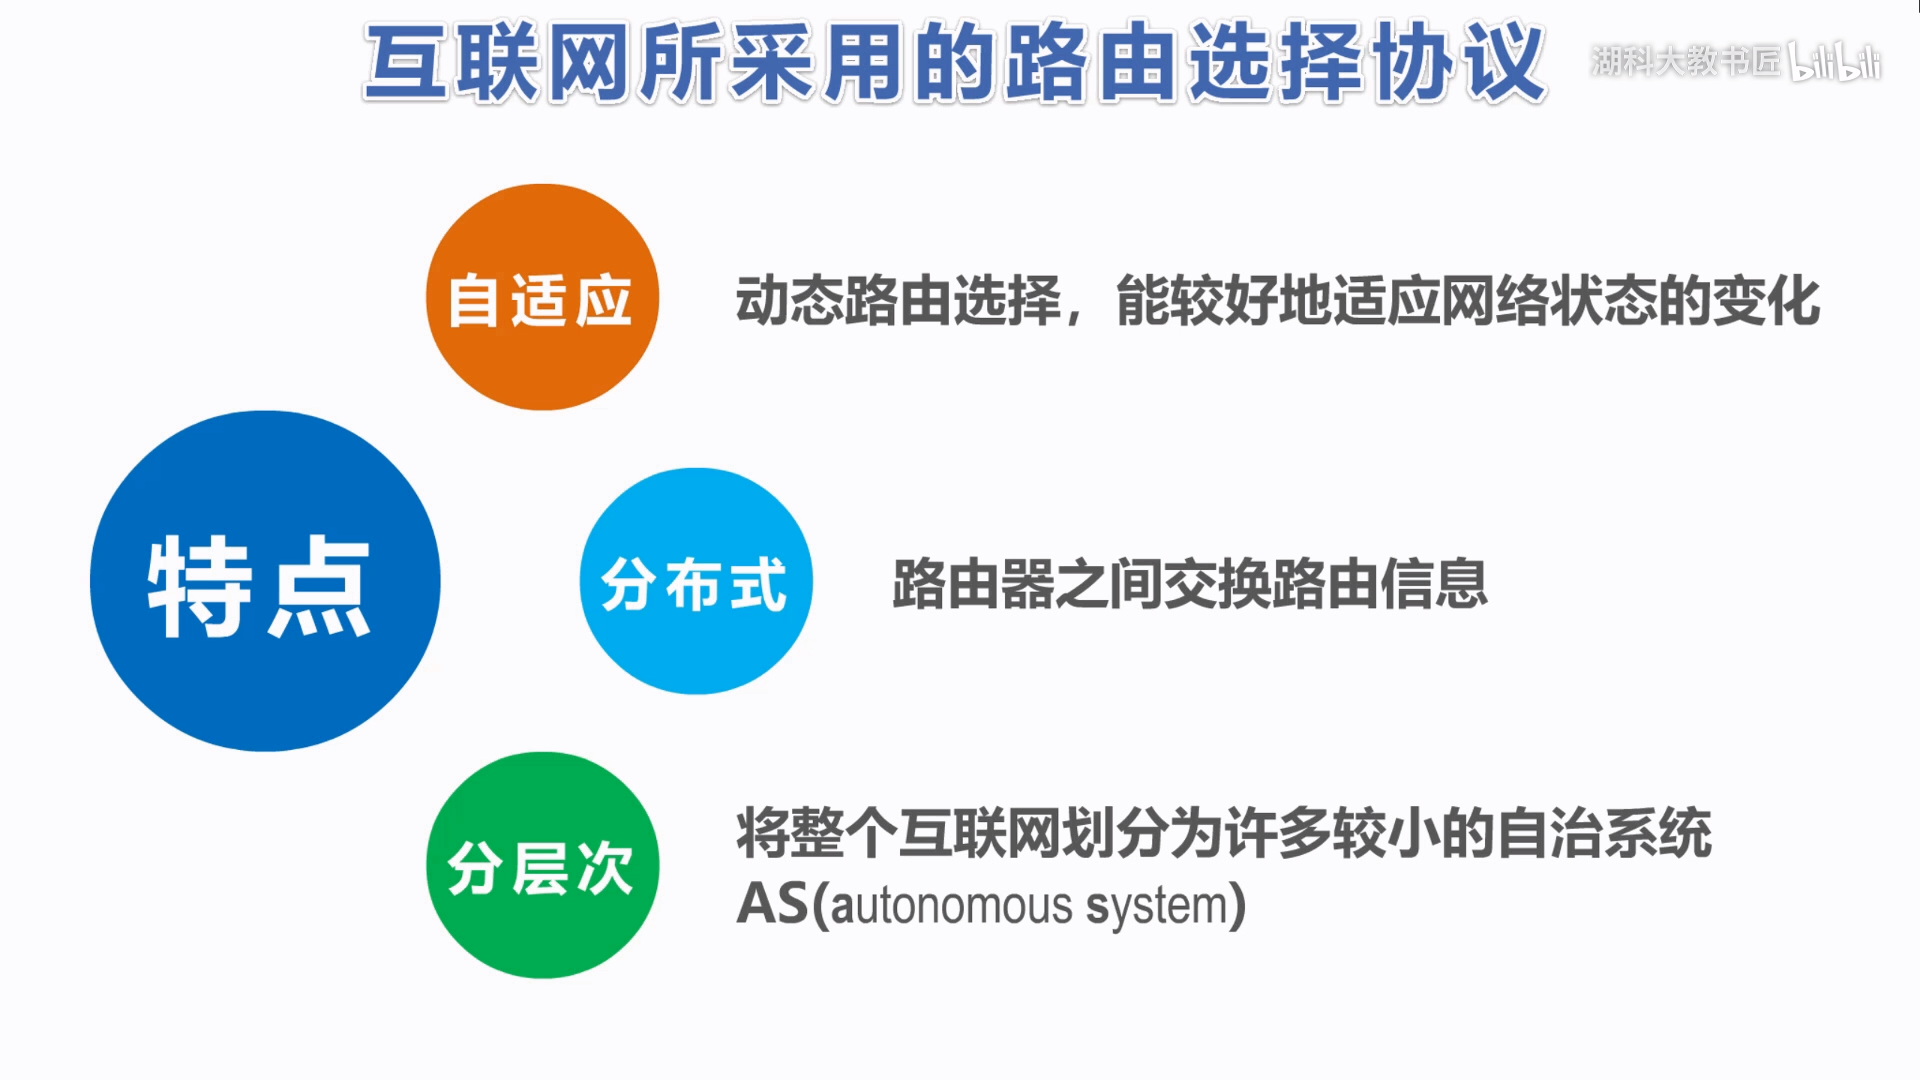 互联网所采用的路由选择协议
湖科大教书匠 bilibili
自适应
动态路由选择，能较好地适应网络状态的变化
特点
分布式
路由器之间交换路由信息
分层次
将整个互联网划分为许多较小的自治系统
AS(autonomous system)